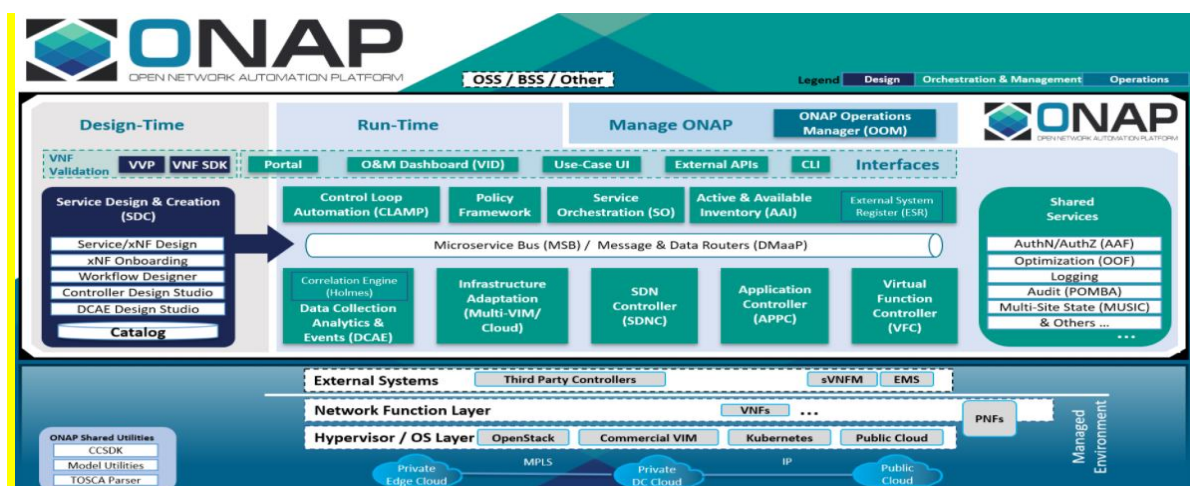 ONAP
OPEN NETWORK AUTOMATION PLATFORM
OSS / BSS / Other
Legend Design Orchestration & Management Operations
Design-Time
Run-Time
Manage ONAP
ONAP Operations
Manager (OOM)
ONAP
OPEN NETWORK AUTOMATION PLATFORM
VNF
Validation
VVP
VNF SDK
Portal
O&M Dashboard (VID)
Use-Case UI
External APIs
CLI
Interfaces
Service Design & Creation
(SDC)
Service/xNF Design
xNF Onboarding
Workflow Designer
Controller Design Studio
DCAE Design Studio
Catalog
Control Loop
Automation (CLAMP)
Policy
Framework
Service
Orchestration (SO)
Active & Available
Inventory (AAI)
External System
Register (ESR)
Microservice Bus (MSB) / Message & Data Routers (DMaaP)
Correlation Engine
(Holmes)
Data Collection
Analytics &
Events (DCAE)
Infrastructure
Adaptation
(Multi-VIM/
Cloud)
SDN
Controller
(SDNC)
Application
Controller
(APPC)
Virtual
Function
Controller
(VFC)
Shared
Services
AuthN/AuthZ (AAF)
Optimization (OOF)
Logging
Audit (POMBA)
Multi-Site State (MUSIC)
& Others ...
...
External Systems
Third Party Controllers
sVNFM
EMS
Network Function Layer
VNFs
...
PNFs
Hypervisor / OS Layer
OpenStack
Commercial VIM
Kubernetes
Public Cloud
Private
Edge Cloud
MPLS
Private
DC Cloud
IP
Public
Cloud
Managed
Environment
ONAP Shared Utilities
CCSDK
Model Utilities
TOSCA Parser